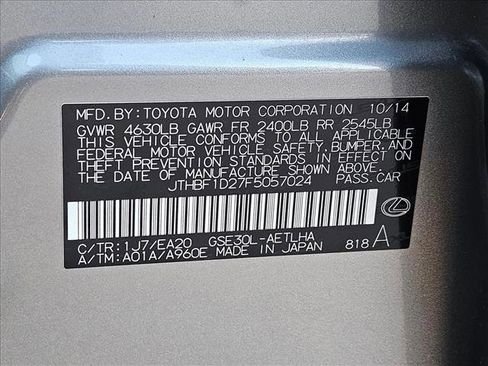 MFD. BY: TOYOTA MOTOR CORPORATION 10/14
GVWR 4630LB GAWR FR 2400LB RR 2545LB
THIS VEHICLE CONFORMS TO ALL APPLICABLE
FEDERAL MOTOR VEHICLE SAFETY, BUMPER, AND
THEFT PREVENTION STANDARDS IN EFFECT ON
THE DATE OF MANUFACTURE SHOWN ABOVE.
JTHBF1D27F5057024 PASS.CAR
C/TR: 1J7/EA20 GSE30L-AETLHA
A/TM: A01A/A960E MADE IN JAPAN 818 A